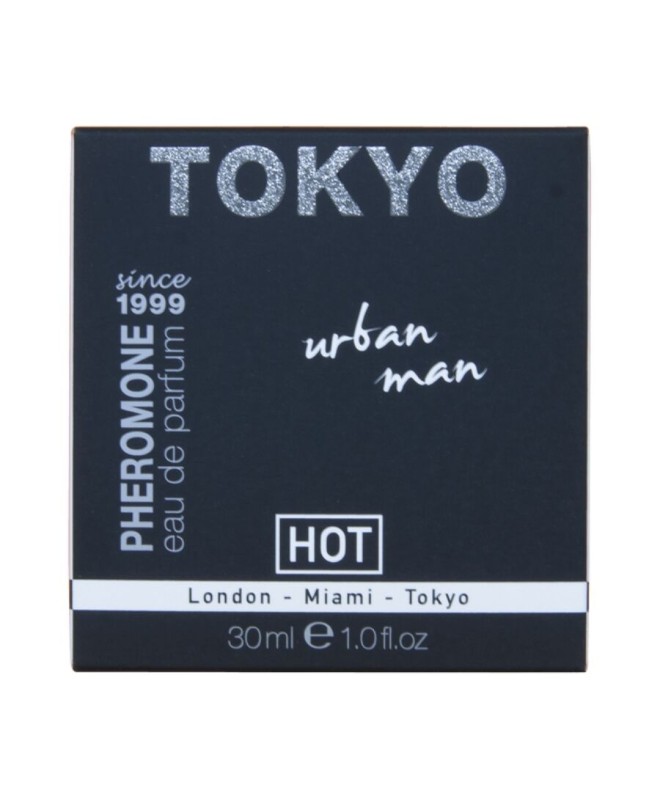 TOKYO
since
1999
PHEROMONE
eau de parfum
urban
man
HOT
London - Miami - Tokyo
30ml e 1.0fl.oz